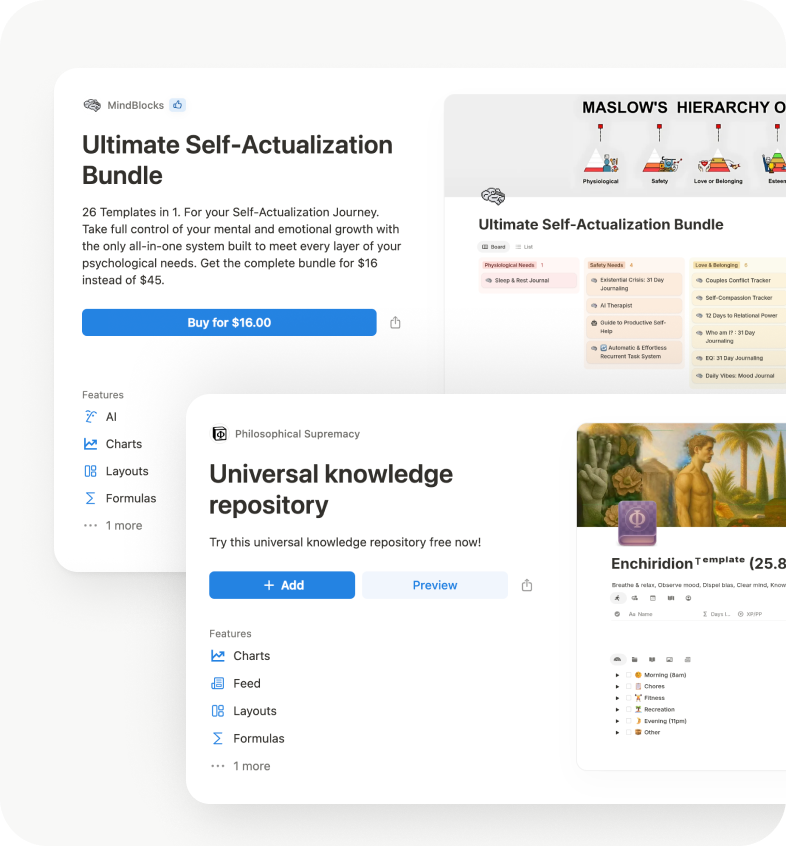 MindBlocks
Ultimate Self-Actualization
Bundle
26 Templates in 1. For your Self-Actualization Journey.
Take full control of your mental and emotional growth with
the only all-in-one system built to meet every layer of your
psychological needs. Get the complete bundle for $16
instead of $45.
Buy for $16.00
Features
AI
Charts
Layouts
Formulas
1 more
MASLOW'S HIERARCHY O
Physiological
Safety
Love or Belonging
Esteem
Ultimate Self-Actualization Bundle
Board
List
Physiological Needs 1
Sleep & Rest Journal
Safety Needs 4
Existential Crisis: 31 Day
Journaling
AI Therapist
Guide to Productive Self-
Help
Automatic & Effortless
Recurrent Task System
Love & Belonging 6
Couples Conflict Tracker
Self-Compassion Tracker
12 Days to Relational Power
Who am I? : 31 Day
Journaling
EQ: 31 Day Journaling
Daily Vibes: Mood Journal
Philosophical Supremacy
Universal knowledge
repository
Try this universal knowledge repository free now!
+ Add
Preview
Features
Charts
Feed
Layouts
Formulas
1 more
Φ
Enchiridion ᵀᵉᵐᵖˡᵃᵗᵉ (25.8
Breathe & relax, Observe mood, Dispel bias, Clear mind, Know
Aa Name
Days l...
XP/PP
Morning (8am)
Chores
Fitness
Recreation
Evening (11pm)
Other